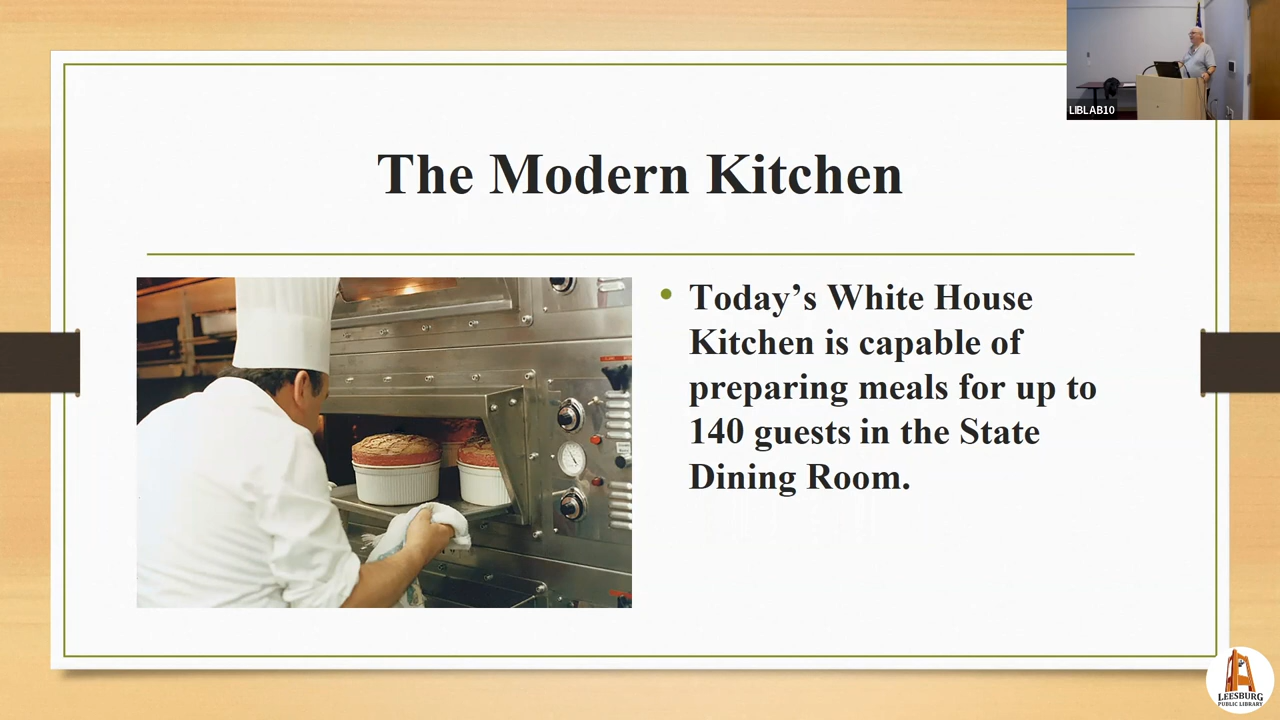 LIBLAB10
The Modern Kitchen
• Today’s White House
Kitchen is capable of
preparing meals for up to
140 guests in the State
Dining Room.
LEESBURG
PUBLIC LIBRARY